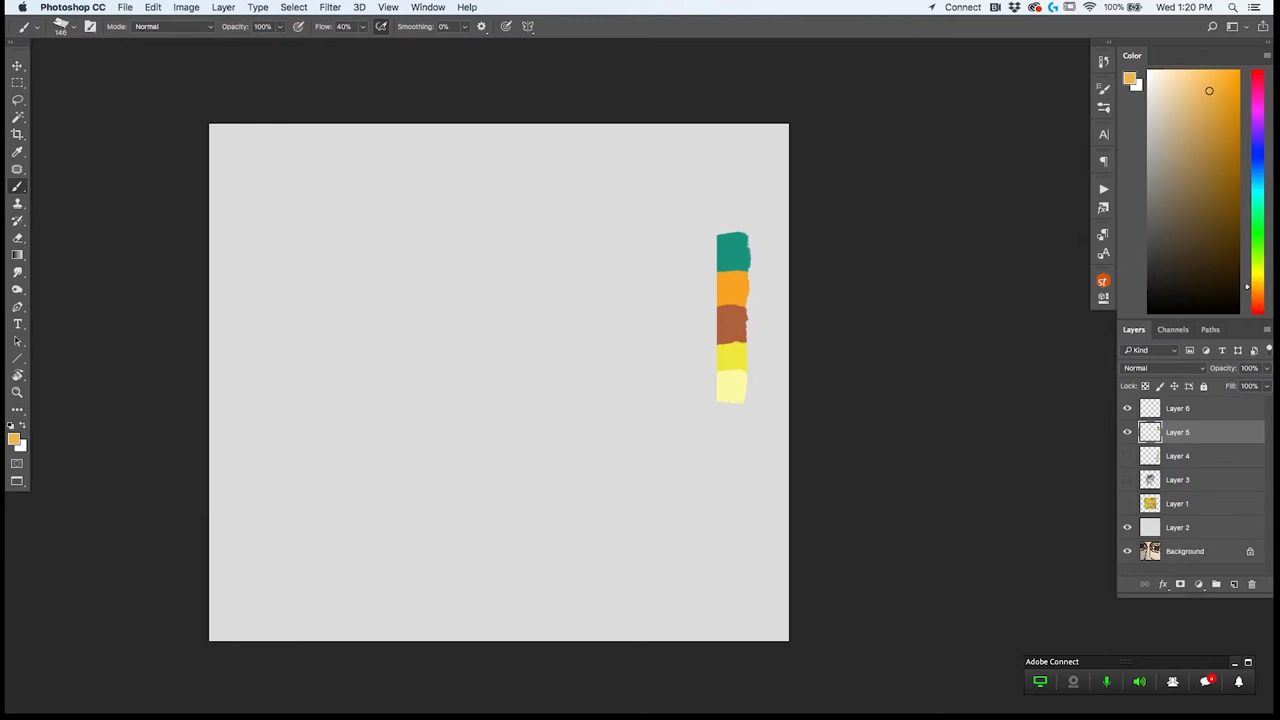 Photoshop CC File Edit Image Layer Type Select Filter 3D View Window Help Connect 100% Wed 1:20 PM
146 Mode: Normal Opacity: 100% Flow: 40% Smoothing: 0%
Color
Layers Channels Paths
Kind
Normal Opacity: 100%
Lock: Fill: 100%
Layer 6
Layer 5
Layer 4
Layer 3
Layer 1
Layer 2
Background
fx
Adobe Connect